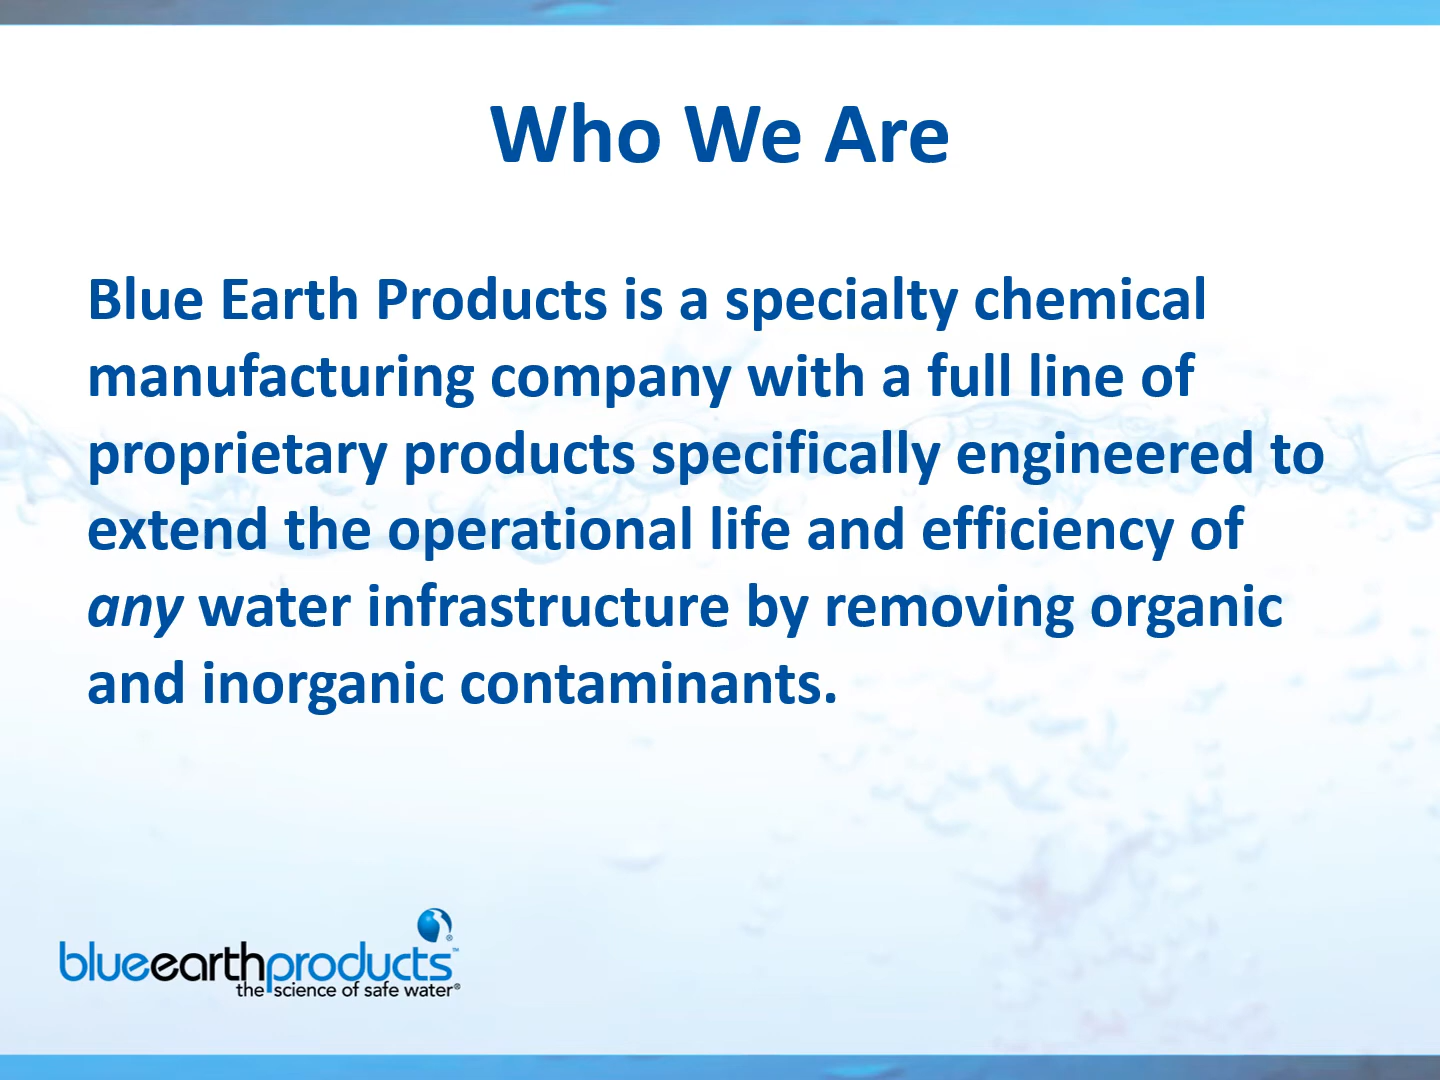 Who We Are
Blue Earth Products is a specialty chemical
manufacturing company with a full line of
proprietary products specifically engineered to
extend the operational life and efficiency of
any water infrastructure by removing organic
and inorganic contaminants.
®
blueearthproducts™
the science of safe water®